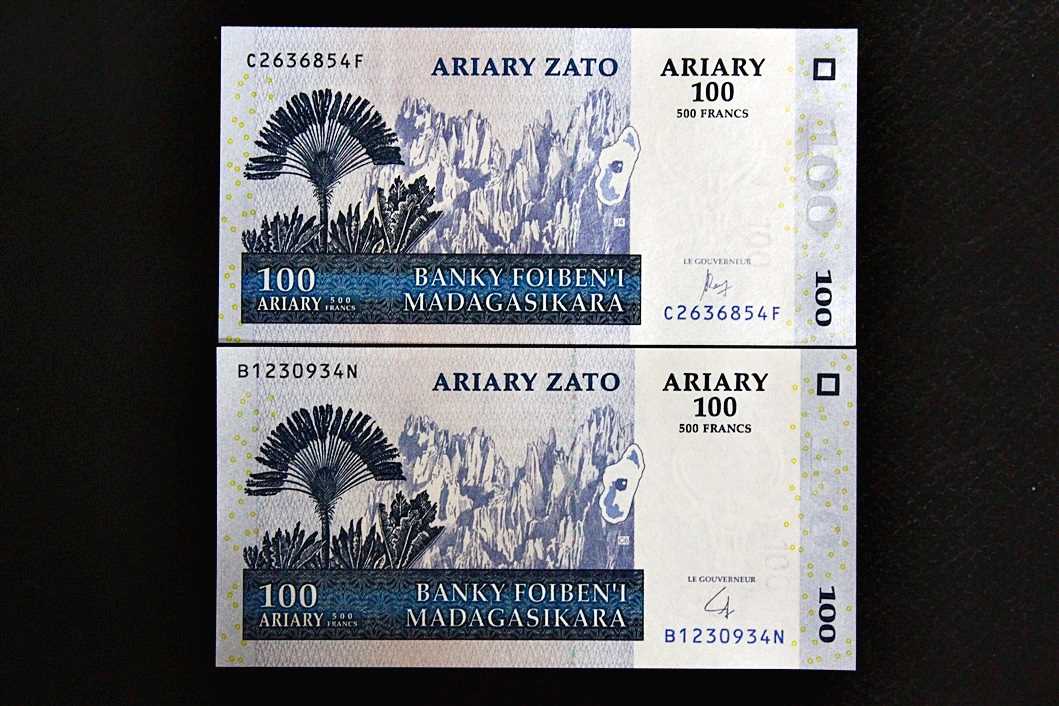 C2636854F
ARIARY ZATO
ARIARY
100
500 FRANCS
100
J4
LE GOUVERNEUR
C2636854F
100
100
ARIARY 500 FRANCS
BANKY FOIBEN'I
MADAGASIKARA
B1230934N
ARIARY ZATO
ARIARY
100
500 FRANCS
LE GOUVERNEUR
B1230934N
100
100
ARIARY 500 FRANCS
BANKY FOIBEN'I
MADAGASIKARA